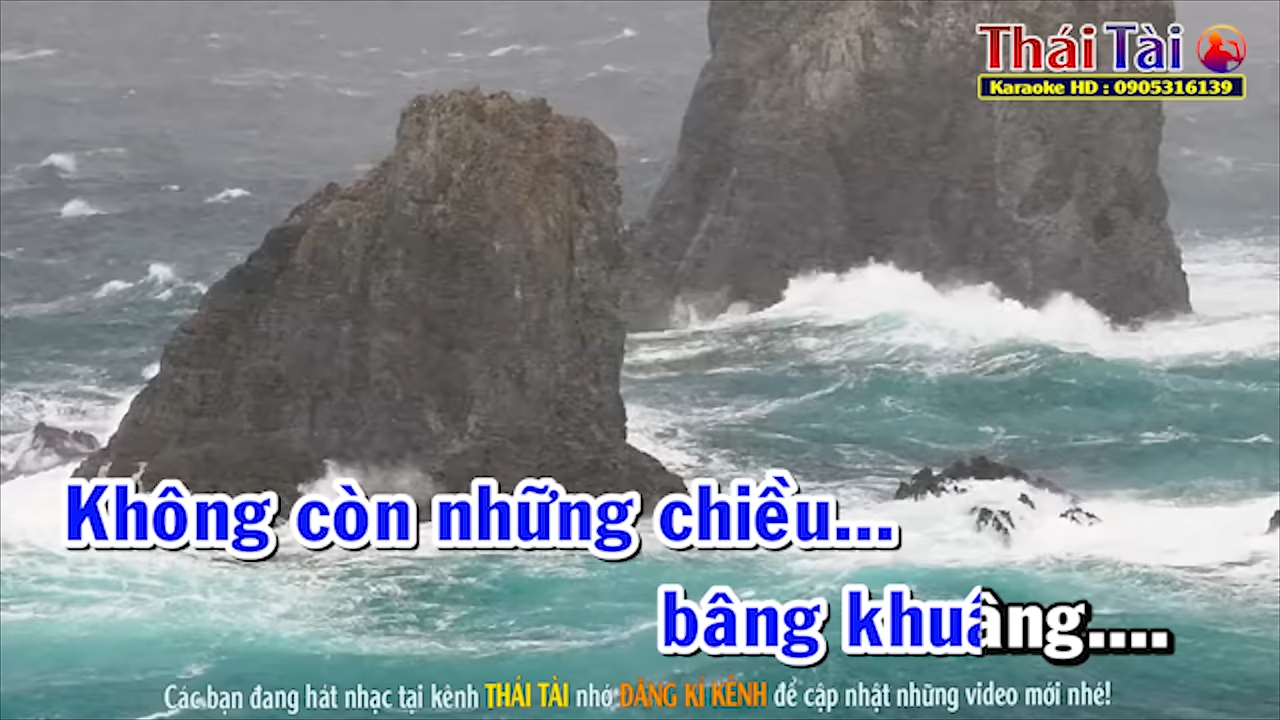 Thái Tài
Karaoke HD : 0905316139
Không còn những chiều...
bâng khuâng....
Các bạn đang hát nhạc tại kênh THÁI TÀI nhớ ĐĂNG KÍ KÊNH để cập nhật những video mới nhé!